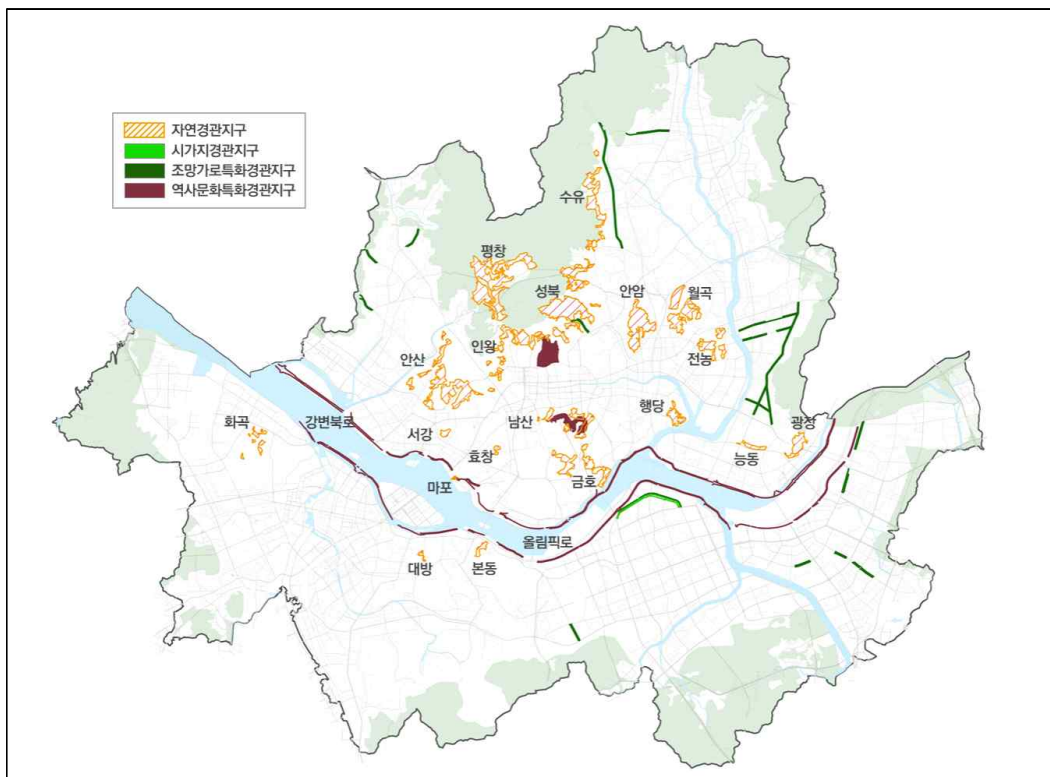 자연경관지구
시가지경관지구
조망가로특화경관지구
역사문화특화경관지구
수유
평창
성북
안암
월곡
인왕
안산
전농
화곡
강변북로
서강
남산
행당
광장
효창
능동
마포
금호
올림픽로
대방
본동